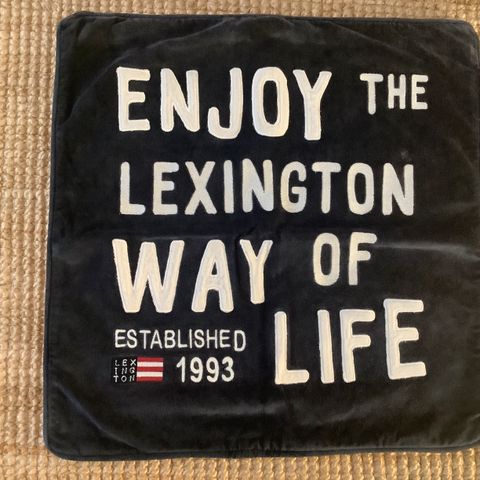 ENJOY THE
LEXINGTON
WAY OF
LIFE
ESTABLISHED
LEX
ING
TON
1993